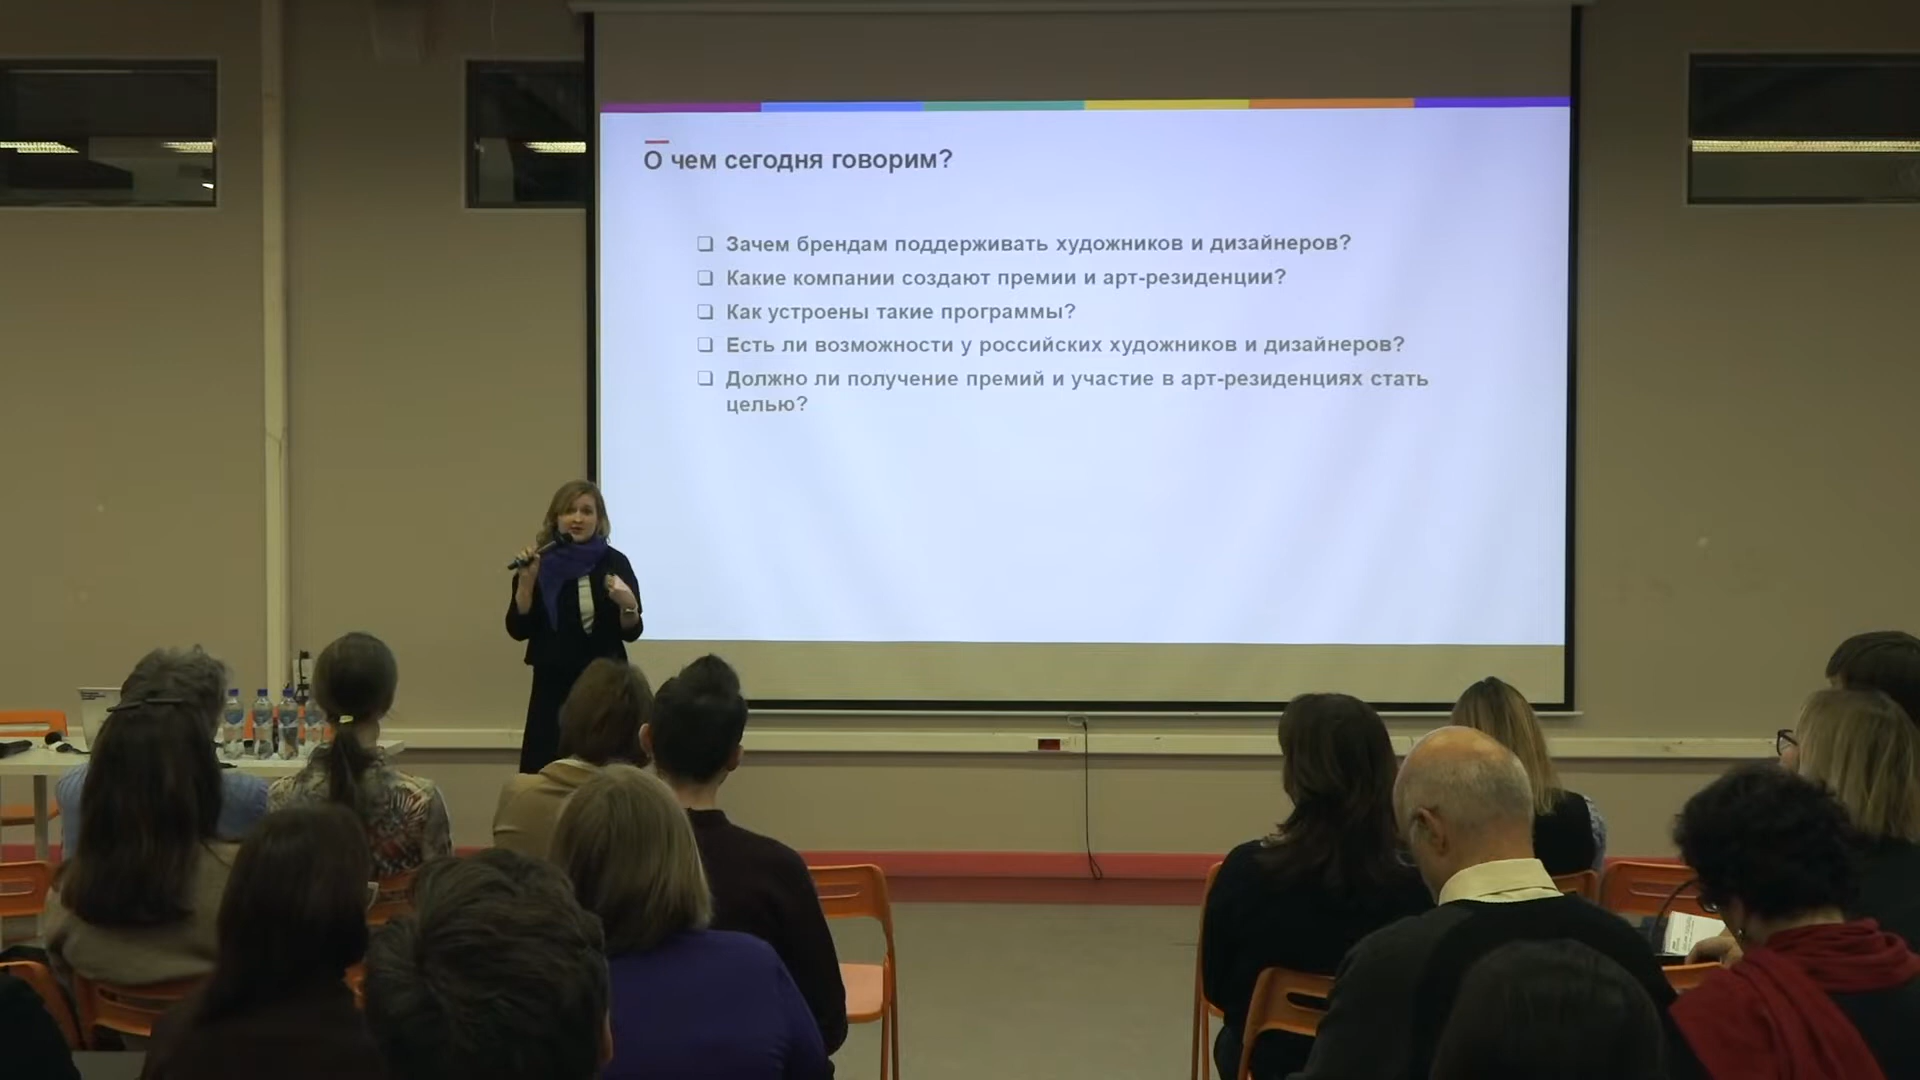 О чем сегодня говорим?
❑ Зачем брендам поддерживать художников и дизайнеров?
❑ Какие компании создают премии и арт-резиденции?
❑ Как устроены такие программы?
❑ Есть ли возможности у российских художников и дизайнеров?
❑ Должно ли получение премий и участие в арт-резиденциях стать
целью?